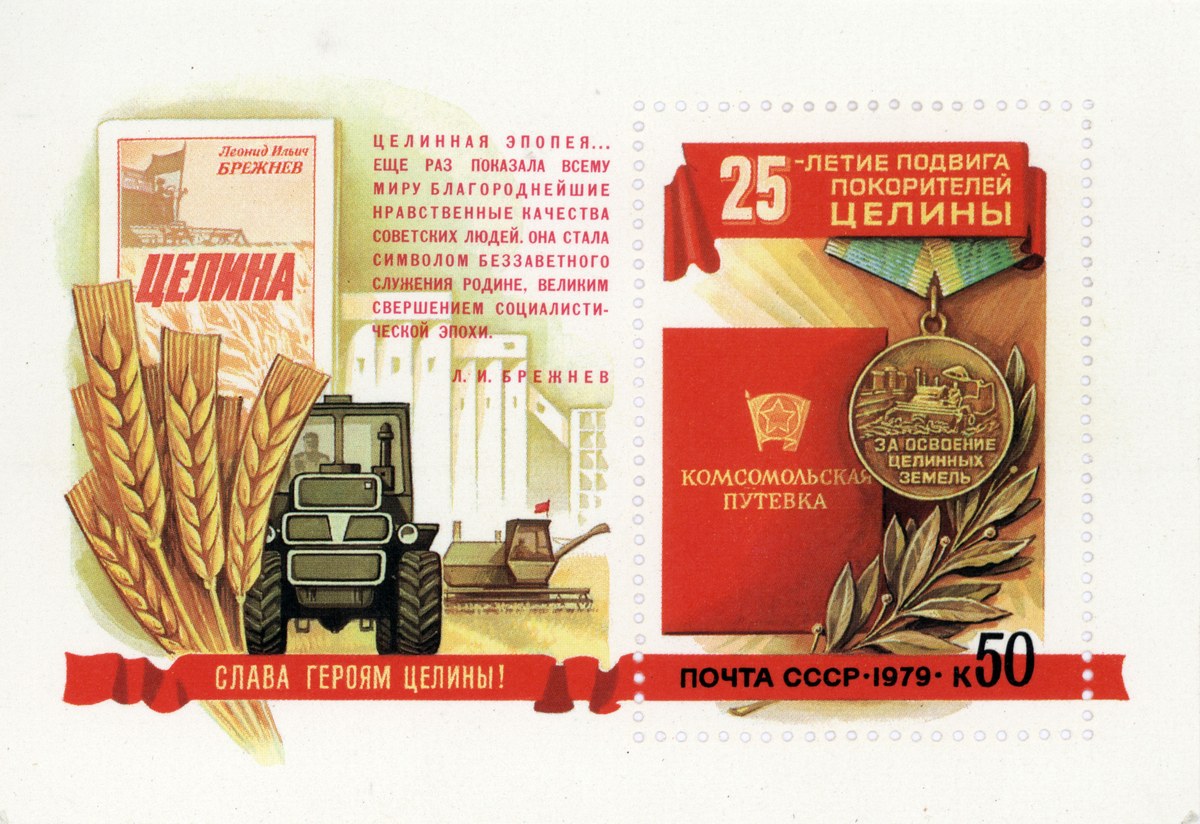 Леонид Ильич
БРЕЖНЕВ
ЦЕЛИНА
ЦЕЛИННАЯ ЭПОПЕЯ...
ЕЩЕ РАЗ ПОКАЗАЛА ВСЕМУ
МИРУ БЛАГОРОДНЕЙШИЕ
НРАВСТВЕННЫЕ КАЧЕСТВА
СОВЕТСКИХ ЛЮДЕЙ. ОНА СТАЛА
СИМВОЛОМ БЕЗЗАВЕТНОГО
СЛУЖЕНИЯ РОДИНЕ, ВЕЛИКИМ
СВЕРШЕНИЕМ СОЦИАЛИСТИ-
ЧЕСКОЙ ЭПОХИ.
Л. И. БРЕЖНЕВ
СЛАВА ГЕРОЯМ ЦЕЛИНЫ!
25-ЛЕТИЕ ПОДВИГА
ПОКОРИТЕЛЕЙ
ЦЕЛИНЫ
ЗА ОСВОЕНИЕ
ЦЕЛИННЫХ
ЗЕМЕЛЬ
КОМСОМОЛЬСКАЯ
ПУТЕВКА
ПОЧТА СССР·1979·К50